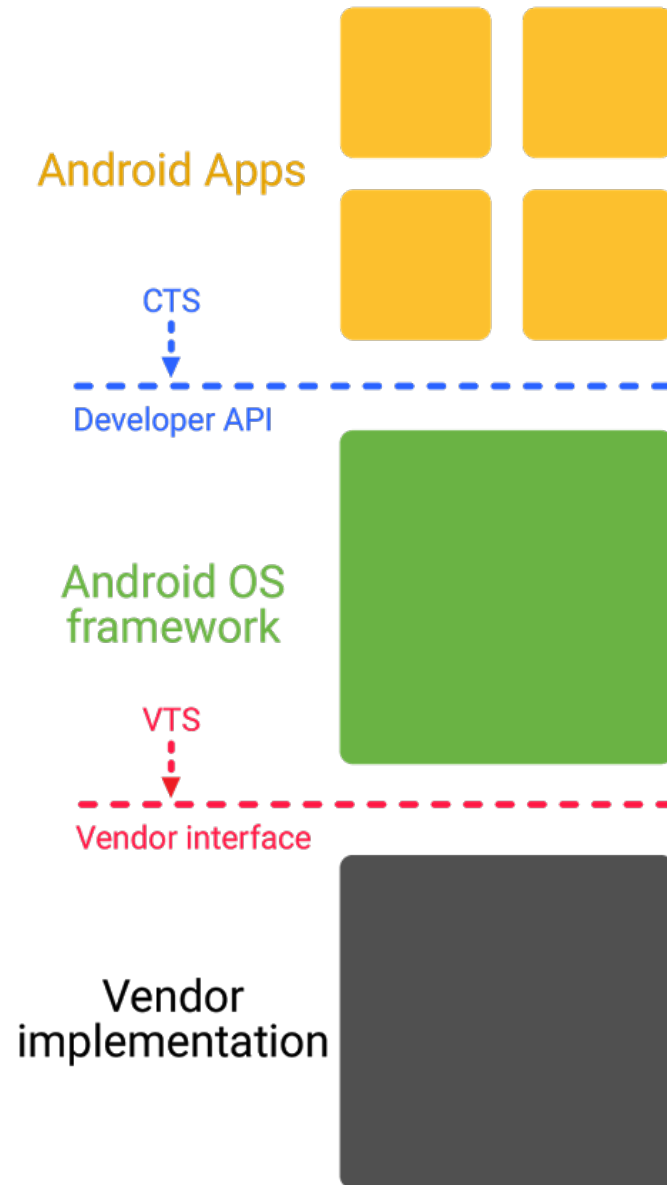 Android Apps
CTS
Developer API
Android OS
framework
VTS
Vendor interface
Vendor
implementation